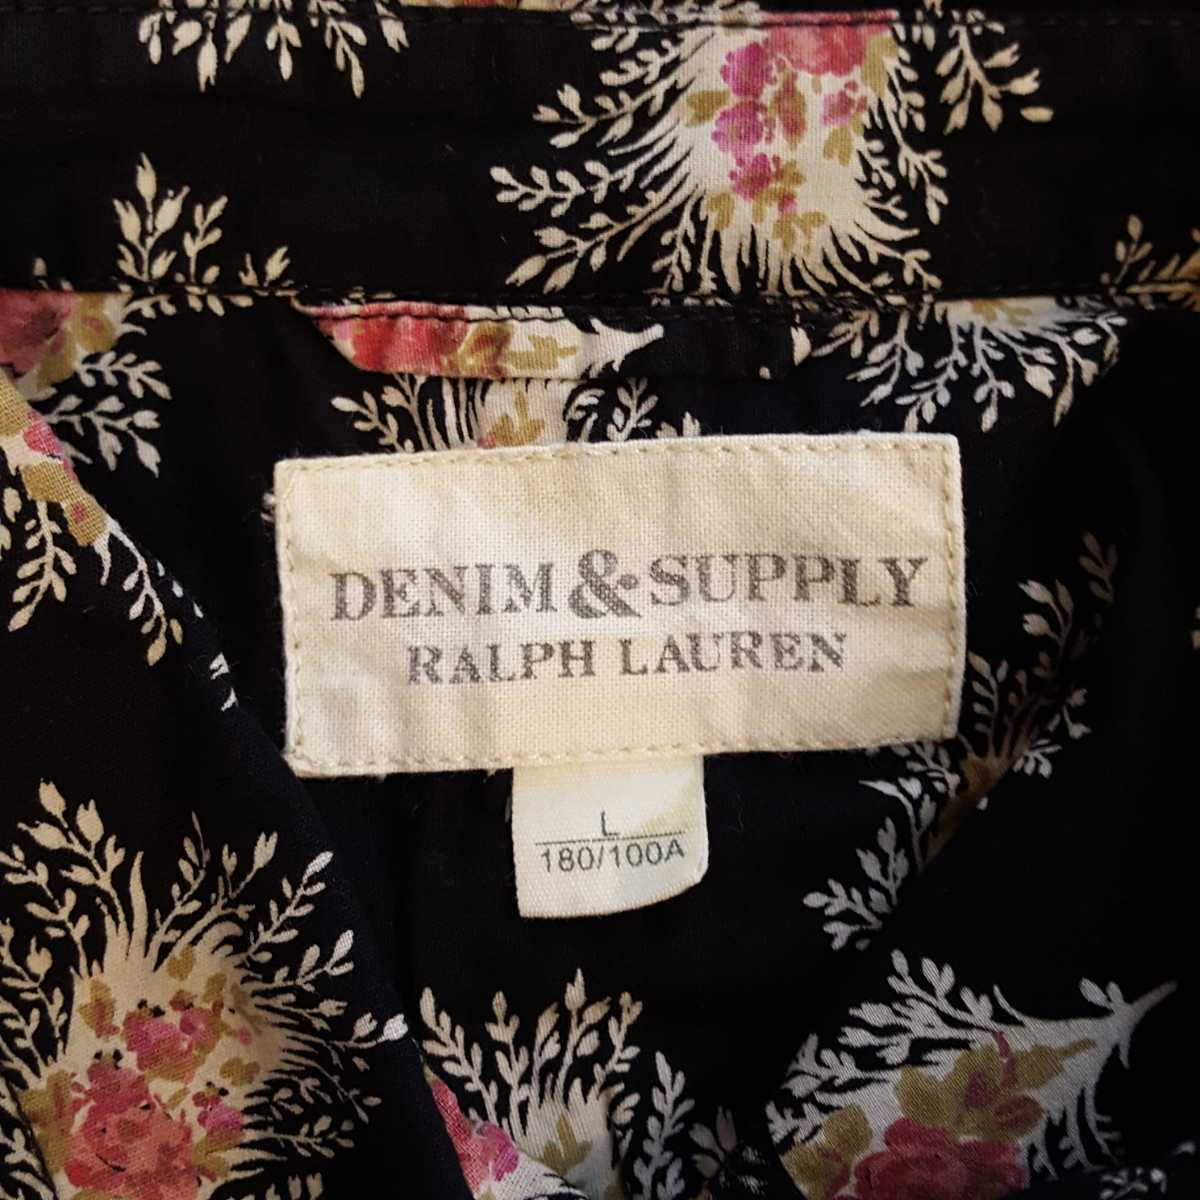 DENIM & SUPPLY
RALPH LAUREN
L
180/100A